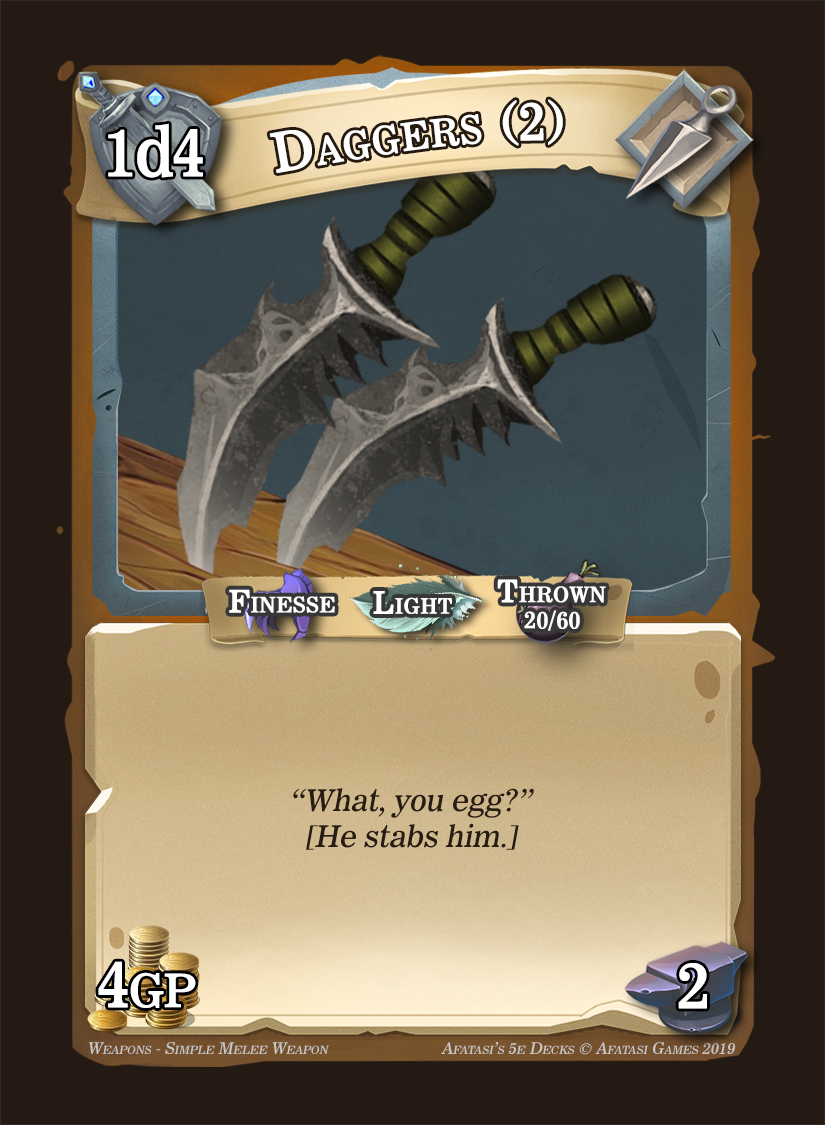 1d4
Daggers (2)
Finesse
Light
Thrown
20/60
“What, you egg?”
[He stabs him.]
4GP
2
Weapons - Simple Melee Weapon
Afatasi's 5e Decks © Afatasi Games 2019